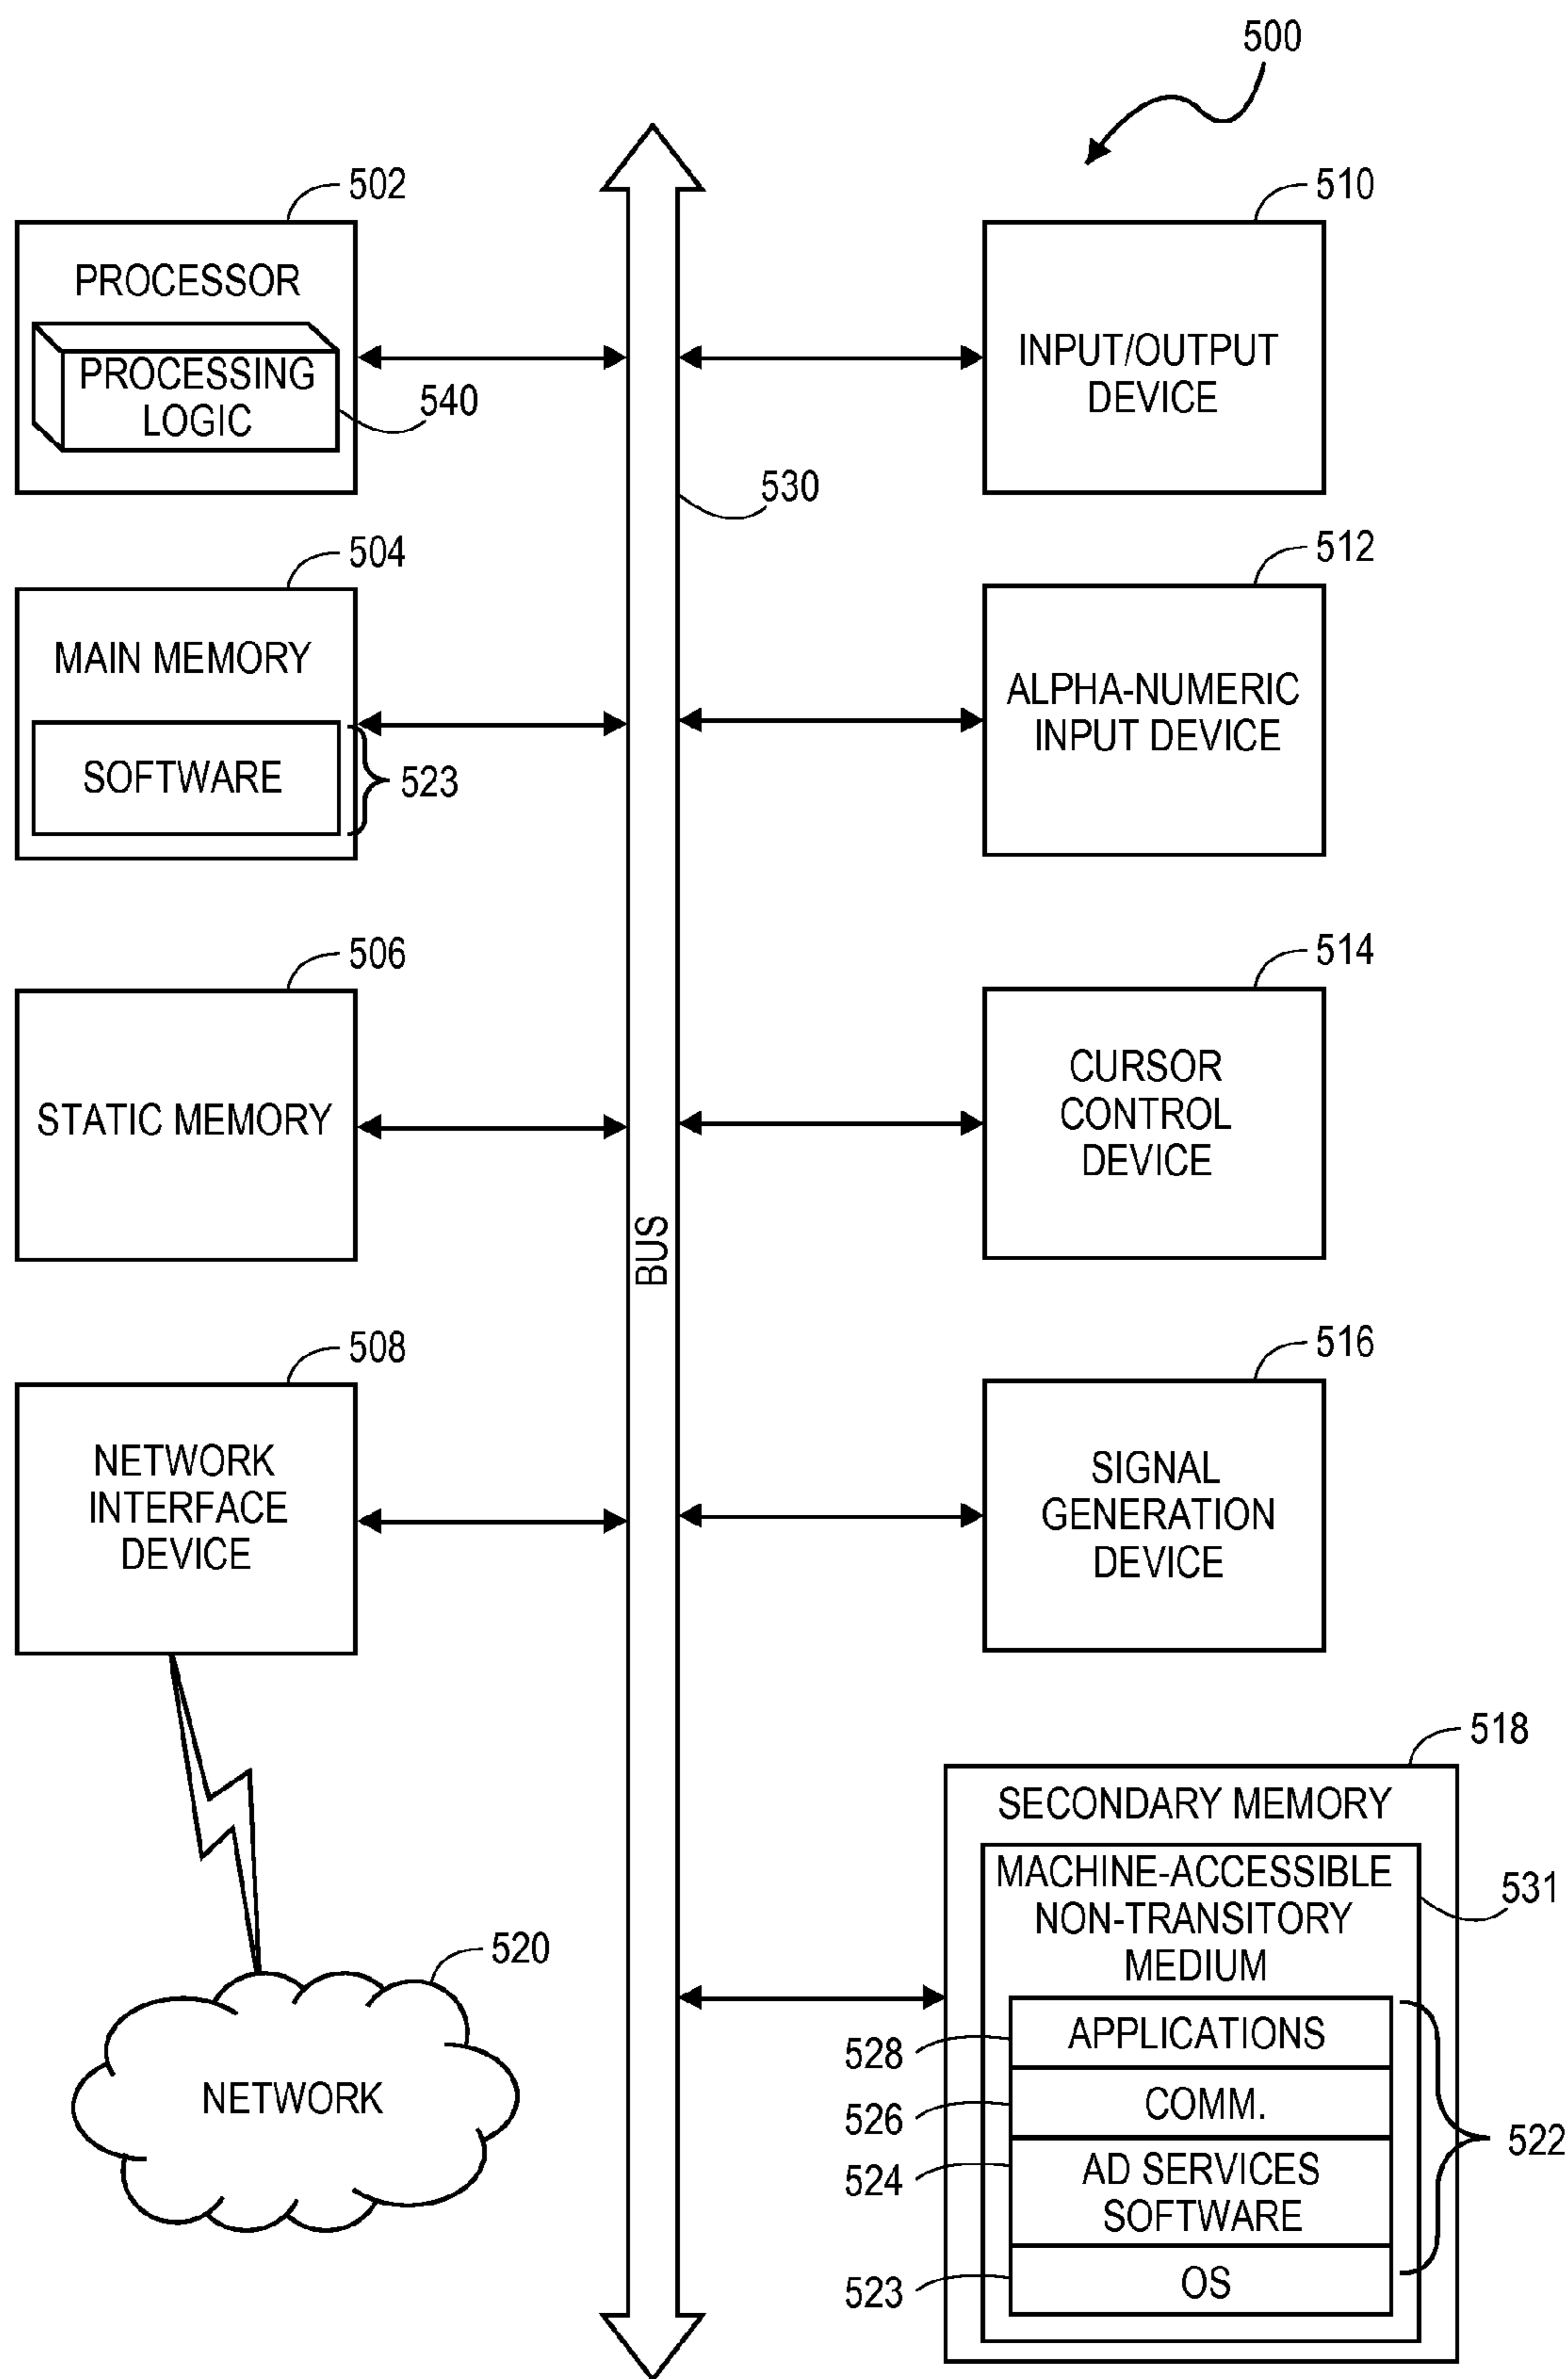 500
502
PROCESSOR
PROCESSING
LOGIC
540
510
INPUT/OUTPUT
DEVICE
530
504
MAIN MEMORY
SOFTWARE
523
512
ALPHA-NUMERIC
INPUT DEVICE
506
STATIC MEMORY
514
CURSOR
CONTROL
DEVICE
BUS
508
NETWORK
INTERFACE
DEVICE
516
SIGNAL
GENERATION
DEVICE
520
NETWORK
518
SECONDARY MEMORY
MACHINE-ACCESSIBLE
NON-TRANSITORY
MEDIUM
531
528
APPLICATIONS
526
COMM.
524
AD SERVICES
SOFTWARE
523
OS
522